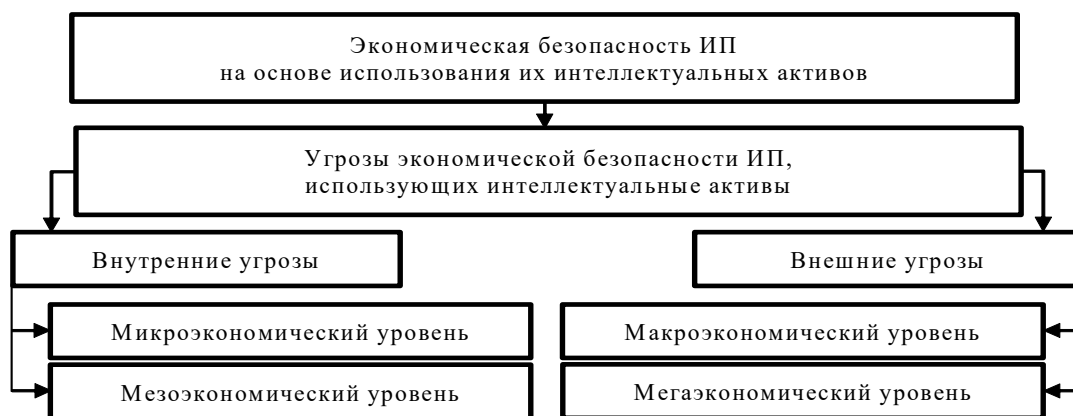 Экономическая безопасность ИП
на основе использования их интеллектуальных активов
Угрозы экономической безопасности ИП,
использующих интеллектуальные активы
Внутренние угрозы
Внешние угрозы
Микроэкономический уровень
Макроэкономический уровень
Мезоэкономический уровень
Мегаэкономический уровень